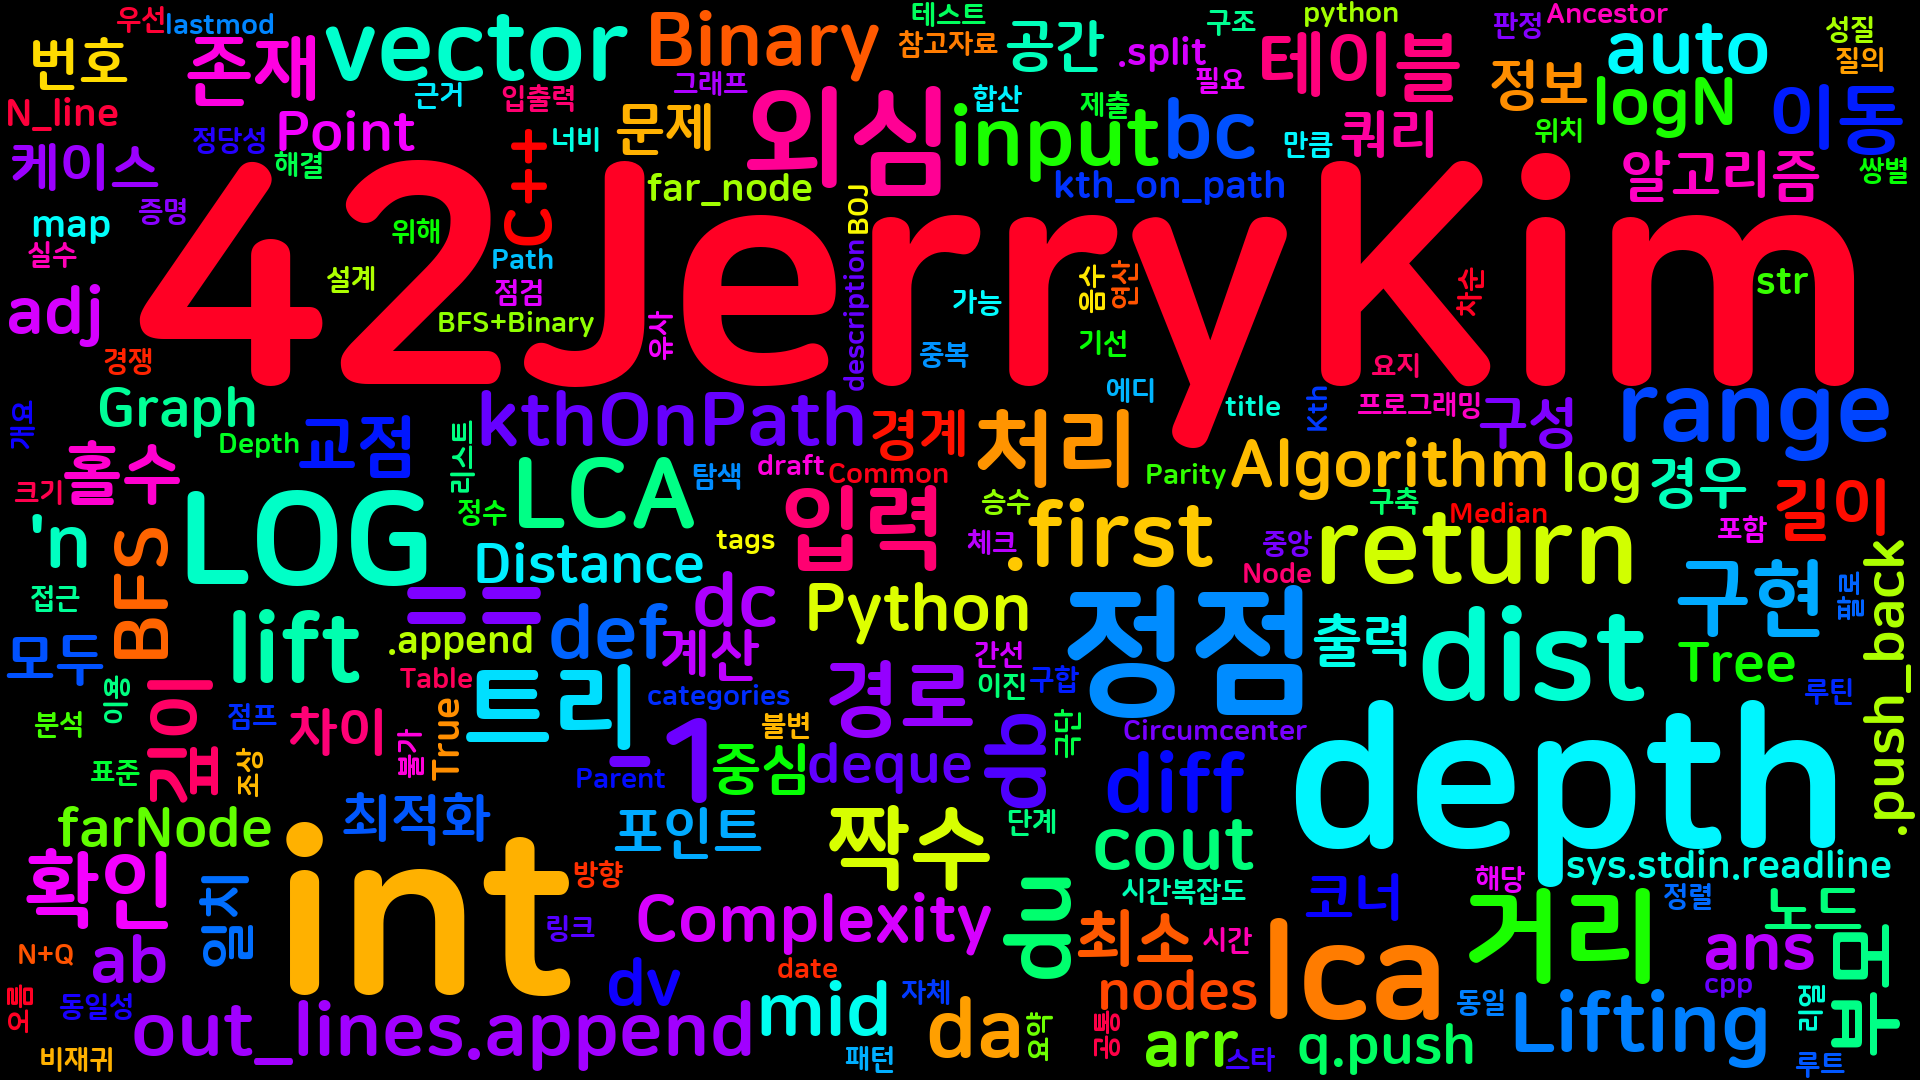 우선 lastmod
번호 존재 vector Binary
테스트 구조 python 판정 Ancestor
참고자료 공간 .split 필요 테이블
정보 auto 성질 질의
N_line 정당성 Point 근거 입출력 그래프
문제 외심 input 합산 제출 bc
만큼 쿼리 logN 위치 이동
케이스 해결 C++ 너비
far_node BOJ kth_on_path 알고리즘 쌍별
map 증명 위해
42JerryKim
실수 설계 Path 점검
adj BFS+Binary 유사 description
가능 음수 연산 차순 str
경쟁 중복 기선 요지
개요 Graph Depth 교점 kthOnPath 경계
에디 title Kth 프로그래밍 구성 range
홀수 리스트 LCA 탐색 draft Common 처리
Parity Algorithm log 경우 길이
크기 LOG 정수 입력 승수 .first
구축 Median 포함
'n BFS Distance tags 체크 중앙 Node return
접근 == def dc Python 정점 구현 팔로 .push_back
모두 lift .append 계산 출력 dist Tree
이용 깊이 점프 Table 트리 categories 경로 간선 이진 구합 루틴
분석 차이 True _1 불변 db 극한 Circumcenter depth
표준 조상 불가 Parent 중심 deque diff
farNode 최적화 포인트 짝수 단계 cout
확인 일치 int 방향 du 시간복잡도 sys.stdin.readline
링크 Complexity 코너 해당 정렬 노드
N+Q ab dv date 최소 시간 lca 거리 ans 부모
오름 동일성 out_lines.append mid 자체 nodes 동일 cpp
비재귀 패턴 da 요약 공통 arr 스타 q.push Lifting 리얼 루트